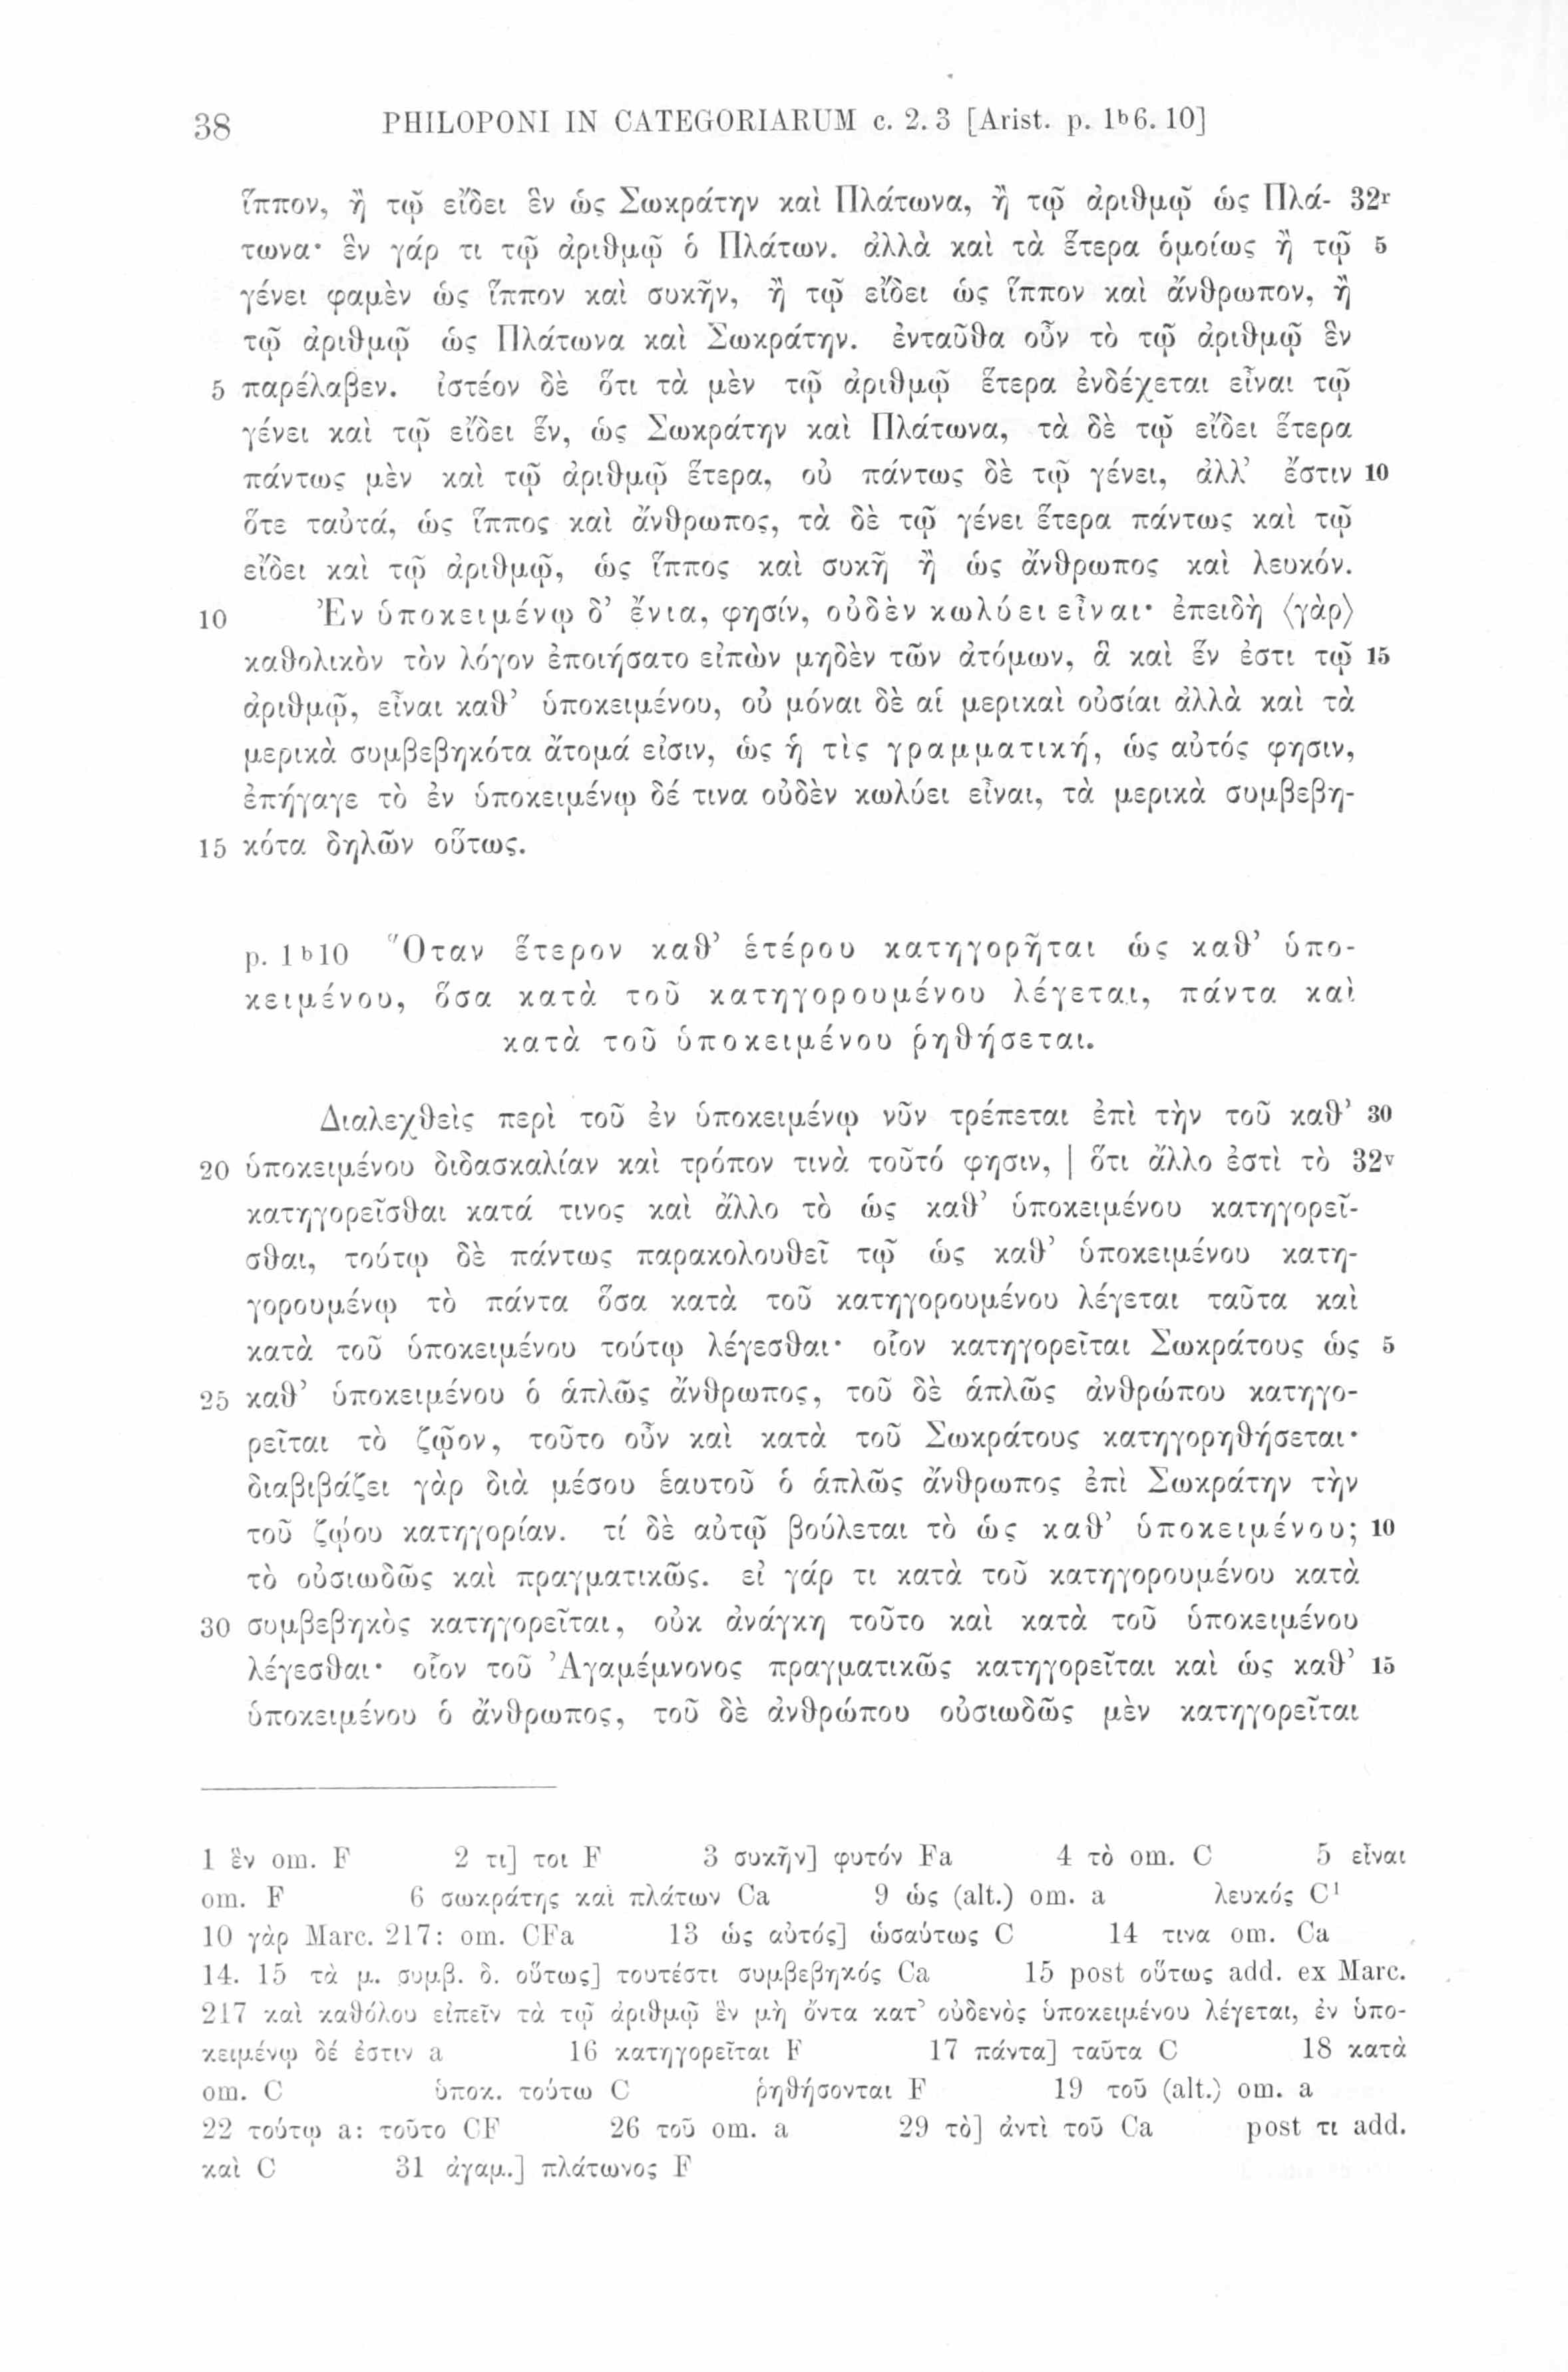 38 PHILOPONI IN CATEGORIARUM c. 2. 3 [Arist. p. 1b6. 10]
ἵππον, ἢ τῷ εἴδει ἓν ὡς Σωκράτην καὶ Πλάτωνα, ἢ τῷ ἀριθμῷ ὡς Πλά- 32r
τωνα· ἓν γάρ τι τῷ ἀριθμῷ ὁ Πλάτων. ἀλλὰ καὶ τὰ ἕτερα ὁμοίως ἢ τῷ 5
γένει φαμὲν ὡς ἵππον καὶ συκῆν, ἢ τῷ εἴδει ὡς ἵππον καὶ ἄνθρωπον, ἢ
τῷ ἀριθμῷ ὡς Πλάτωνα καὶ Σωκράτην. ἐνταῦθα οὖν τὸ τῷ ἀριθμῷ ἓν
5 παρέλαβεν. ἰστέον δὲ ὅτι τὰ μὲν τῷ ἀριθμῷ ἕτερα ἐνδέχεται εἶναι τῷ
γένει καὶ τῷ εἴδει ἕν, ὡς Σωκράτην καὶ Πλάτωνα, τὰ δὲ τῷ εἴδει ἕτερα
πάντως μὲν καὶ τῷ ἀριθμῷ ἕτερα, οὐ πάντως δὲ τῷ γένει, ἀλλ’ ἔστιν 10
ὅτε ταὐτά, ὡς ἵππος καὶ ἄνθρωπος, τὰ δὲ τῷ γένει ἕτερα πάντως καὶ τῷ
εἴδει καὶ τῷ ἀριθμῷ, ὡς ἵππος καὶ συκῆ ἢ ὡς ἄνθρωπος καὶ λευκόν.
10 Ἐν ὑποκειμένῳ δ’ ἔνια, φησίν, οὐδὲν κωλύει εἶναι· ἐπειδὴ ⟨γὰρ⟩
καθολικὸν τὸν λόγον ἐποιήσατο εἰπὼν μηδὲν τῶν ἀτόμων, ἃ καὶ ἕν ἐστι τῷ 15
ἀριθμῷ, εἶναι καθ’ ὑποκειμένου, οὐ μόναι δὲ αἱ μερικαὶ οὐσίαι ἀλλὰ καὶ τὰ
μερικὰ συμβεβηκότα ἄτομά εἰσιν, ὡς ἡ τὶς γραμματική, ὡς αὐτός φησιν,
ἐπήγαγε τὸ ἐν ὑποκειμένῳ δέ τινα οὐδὲν κωλύει εἶναι, τὰ μερικὰ συμβεβη-
15 κότα δηλῶν οὕτως.
p. 1b10 Ὅταν ἕτερον καθ’ ἑτέρου κατηγορῆται ὡς καθ’ ὑπο-
κειμένου, ὅσα κατὰ τοῦ κατηγορουμένου λέγεται, πάντα καὶ
κατὰ τοῦ ὑποκειμένου ῥηθήσεται.
Διαλεχθεὶς περὶ τοῦ ἐν ὑποκειμένῳ νῦν τρέπεται ἐπὶ τὴν τοῦ καθ’ 30
20 ὑποκειμένου διδασκαλίαν καὶ τρόπον τινὰ τοῦτό φησιν, | ὅτι ἄλλο ἐστὶ τὸ 32v
κατηγορεῖσθαι κατά τινος καὶ ἄλλο τὸ ὡς καθ’ ὑποκειμένου κατηγορεῖ-
σθαι, τούτῳ δὲ πάντως παρακολουθεῖ τῷ ὡς καθ’ ὑποκειμένου κατη-
γορουμένῳ τὸ πάντα ὅσα κατὰ τοῦ κατηγορουμένου λέγεται ταῦτα καὶ
κατὰ τοῦ ὑποκειμένου τούτῳ λέγεσθαι· οἷον κατηγορεῖται Σωκράτους ὡς 5
25 καθ’ ὑποκειμένου ὁ ἁπλῶς ἄνθρωπος, τοῦ δὲ ἁπλῶς ἀνθρώπου κατηγο-
ρεῖται τὸ ζῷον, τοῦτο οὖν καὶ κατὰ τοῦ Σωκράτους κατηγορηθήσεται·
διαβιβάζει γὰρ διὰ μέσου ἑαυτοῦ ὁ ἁπλῶς ἄνθρωπος ἐπὶ Σωκράτην τὴν
τοῦ ζῴου κατηγορίαν. τί δὲ αὐτῷ βούλεται τὸ ὡς καθ’ ὑποκειμένου; 10
τὸ οὐσιωδῶς καὶ πραγματικῶς. εἰ γάρ τι κατὰ τοῦ κατηγορουμένου κατὰ
30 συμβεβηκὸς κατηγορεῖται, οὐκ ἀνάγκη τοῦτο καὶ κατὰ τοῦ ὑποκειμένου
λέγεσθαι· οἷον τοῦ Ἀγαμέμνονος πραγματικῶς κατηγορεῖται καὶ ὡς καθ’ 15
ὑποκειμένου ὁ ἄνθρωπος, τοῦ δὲ ἀνθρώπου οὐσιωδῶς μὲν κατηγορεῖται
1 ἓν om. F 2 τι] τοι F 3 συκῆν] φυτόν Fa 4 τὸ om. C 5 εἶναι
om. F 6 σωκράτης καὶ πλάτων Ca 9 ὡς (alt.) om. a λευκός C1
10 γὰρ Marc. 217: om. CFa 13 ὡς αὐτός] ὡσαύτως C 14 τινα om. Ca
14. 15 τὰ μ. συμβ. δ. οὕτως] τουτέστι συμβεβηκός Ca 15 post οὕτως add. ex Marc.
217 καὶ καθόλου εἰπεῖν τὰ τῷ ἀριθμῷ ἓν μὴ ὄντα κατ’ οὐδενὸς ὑποκειμένου λέγεται, ἐν ὑπο-
κειμένῳ δέ ἐστιν a 16 κατηγορεῖται F 17 πάντα] ταῦτα C 18 κατὰ
om. C ὑποκ. τούτω C ῥηθήσονται F 19 τοῦ (alt.) om. a
22 τούτῳ a: τοῦτο CF 26 τοῦ om. a 29 τὸ] ἀντὶ τοῦ Ca post τι add.
καὶ C 31 ἀγαμ.] πλάτωνος F